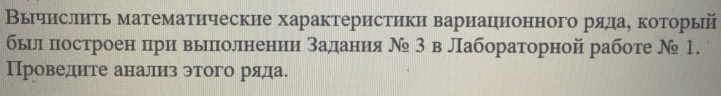 Вычислить математические характеристики вариационного ряда, который
был построен при выполнении Задания № 3 в Лабораторной работе № 1.
Проведите анализ этого ряда.